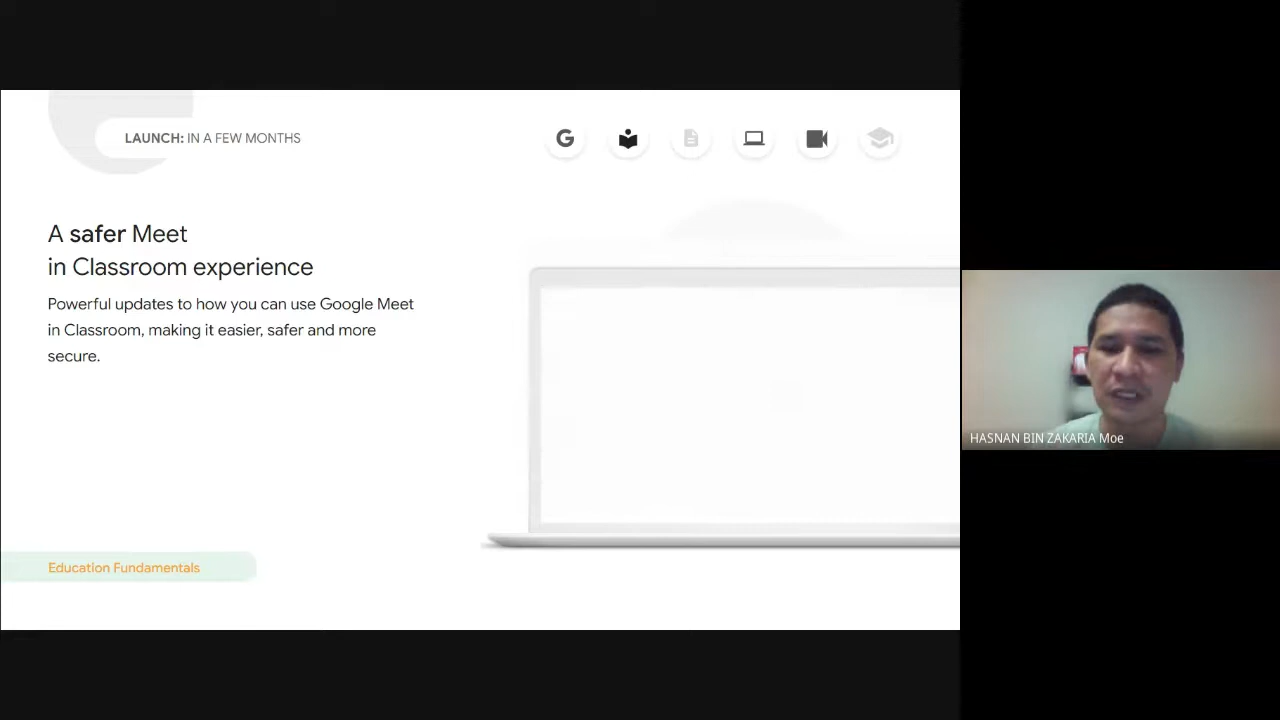 LAUNCH: IN A FEW MONTHS
A safer Meet
in Classroom experience
Powerful updates to how you can use Google Meet
in Classroom, making it easier, safer and more
secure.
Education Fundamentals
HASNAN BIN ZAKARIA Moe